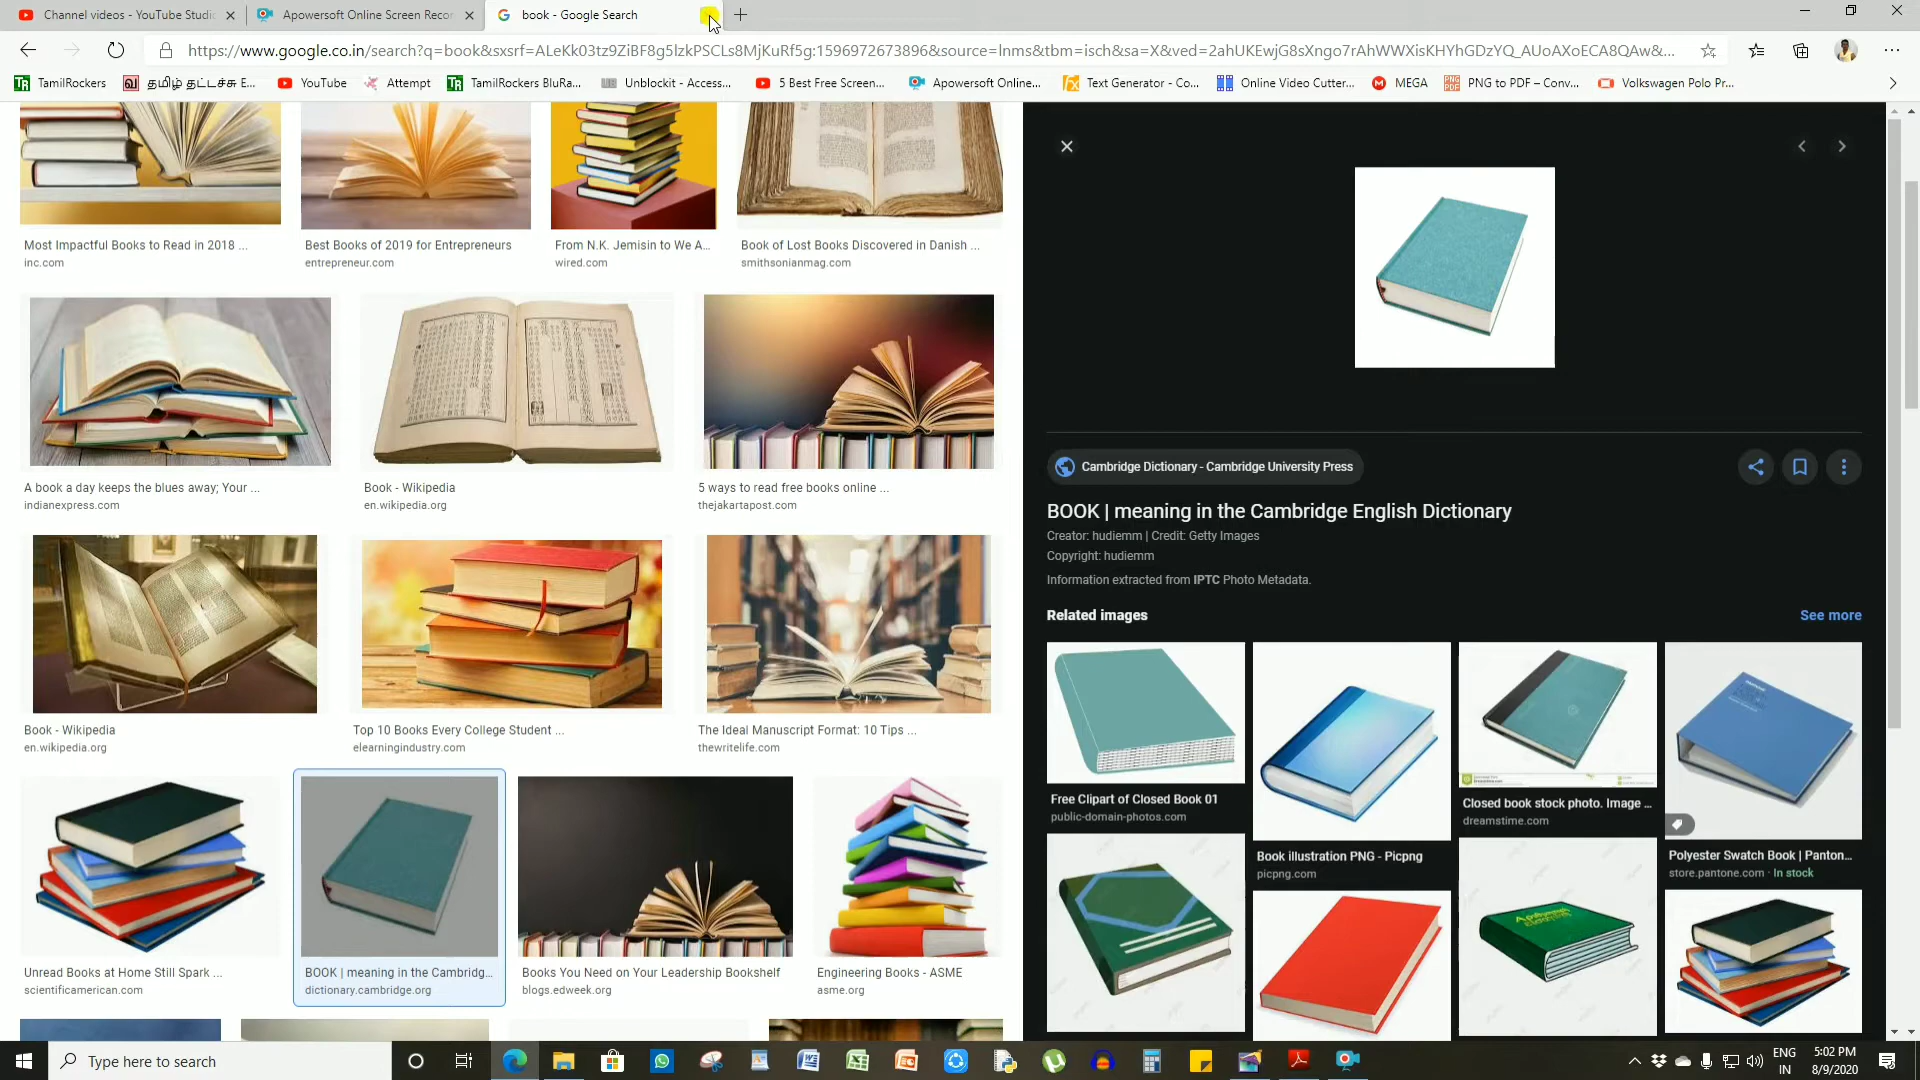 Channel videos - YouTube Studio
Apowersoft Online Screen Recor
book - Google Search
https://www.google.co.in/search?q=book&sxsrf=ALeKk03tz9ZiBF8g5lzkPSCLs8MjKuRf5g:1596972673896&source=lnms&tbm=isch&sa=X&ved=2ahUKEwjG8sXngo7rAhWWXisKHYhGDzYQ_AUoAXoECA8QAw&...
TamilRockers
தமிழ் தட்டச்சு E...
YouTube
Attempt
TamilRockers BluRa...
Unblockit - Access...
5 Best Free Screen...
Apowersoft Online...
Text Generator - Co...
Online Video Cutter...
MEGA
PNG to PDF – Conv...
Volkswagen Polo Pr...
Most Impactful Books to Read in 2018 ...
inc.com
Best Books of 2019 for Entrepreneurs
entrepreneur.com
From N.K. Jemisin to We A...
wired.com
Book of Lost Books Discovered in Danish ...
smithsonianmag.com
A book a day keeps the blues away; Your ...
indianexpress.com
Book - Wikipedia
en.wikipedia.org
5 ways to read free books online ...
thejakartapost.com
Book - Wikipedia
en.wikipedia.org
Top 10 Books Every College Student ...
elearningindustry.com
The Ideal Manuscript Format: 10 Tips ...
thewritelife.com
Unread Books at Home Still Spark ...
scientificamerican.com
BOOK | meaning in the Cambridg...
dictionary.cambridge.org
Books You Need on Your Leadership Bookshelf
blogs.edweek.org
Engineering Books - ASME
asme.org
Cambridge Dictionary - Cambridge University Press
BOOK | meaning in the Cambridge English Dictionary
Creator: hudiemm | Credit: Getty Images
Copyright: hudiemm
Information extracted from IPTC Photo Metadata.
Related images
See more
Free Clipart of Closed Book 01
public-domain-photos.com
Book illustration PNG - Picpng
picpng.com
Closed book stock photo. Image ...
dreamstime.com
Polyester Swatch Book | Panton...
store.pantone.com · In stock
Type here to search
ENG
IN
5:02 PM
8/9/2020